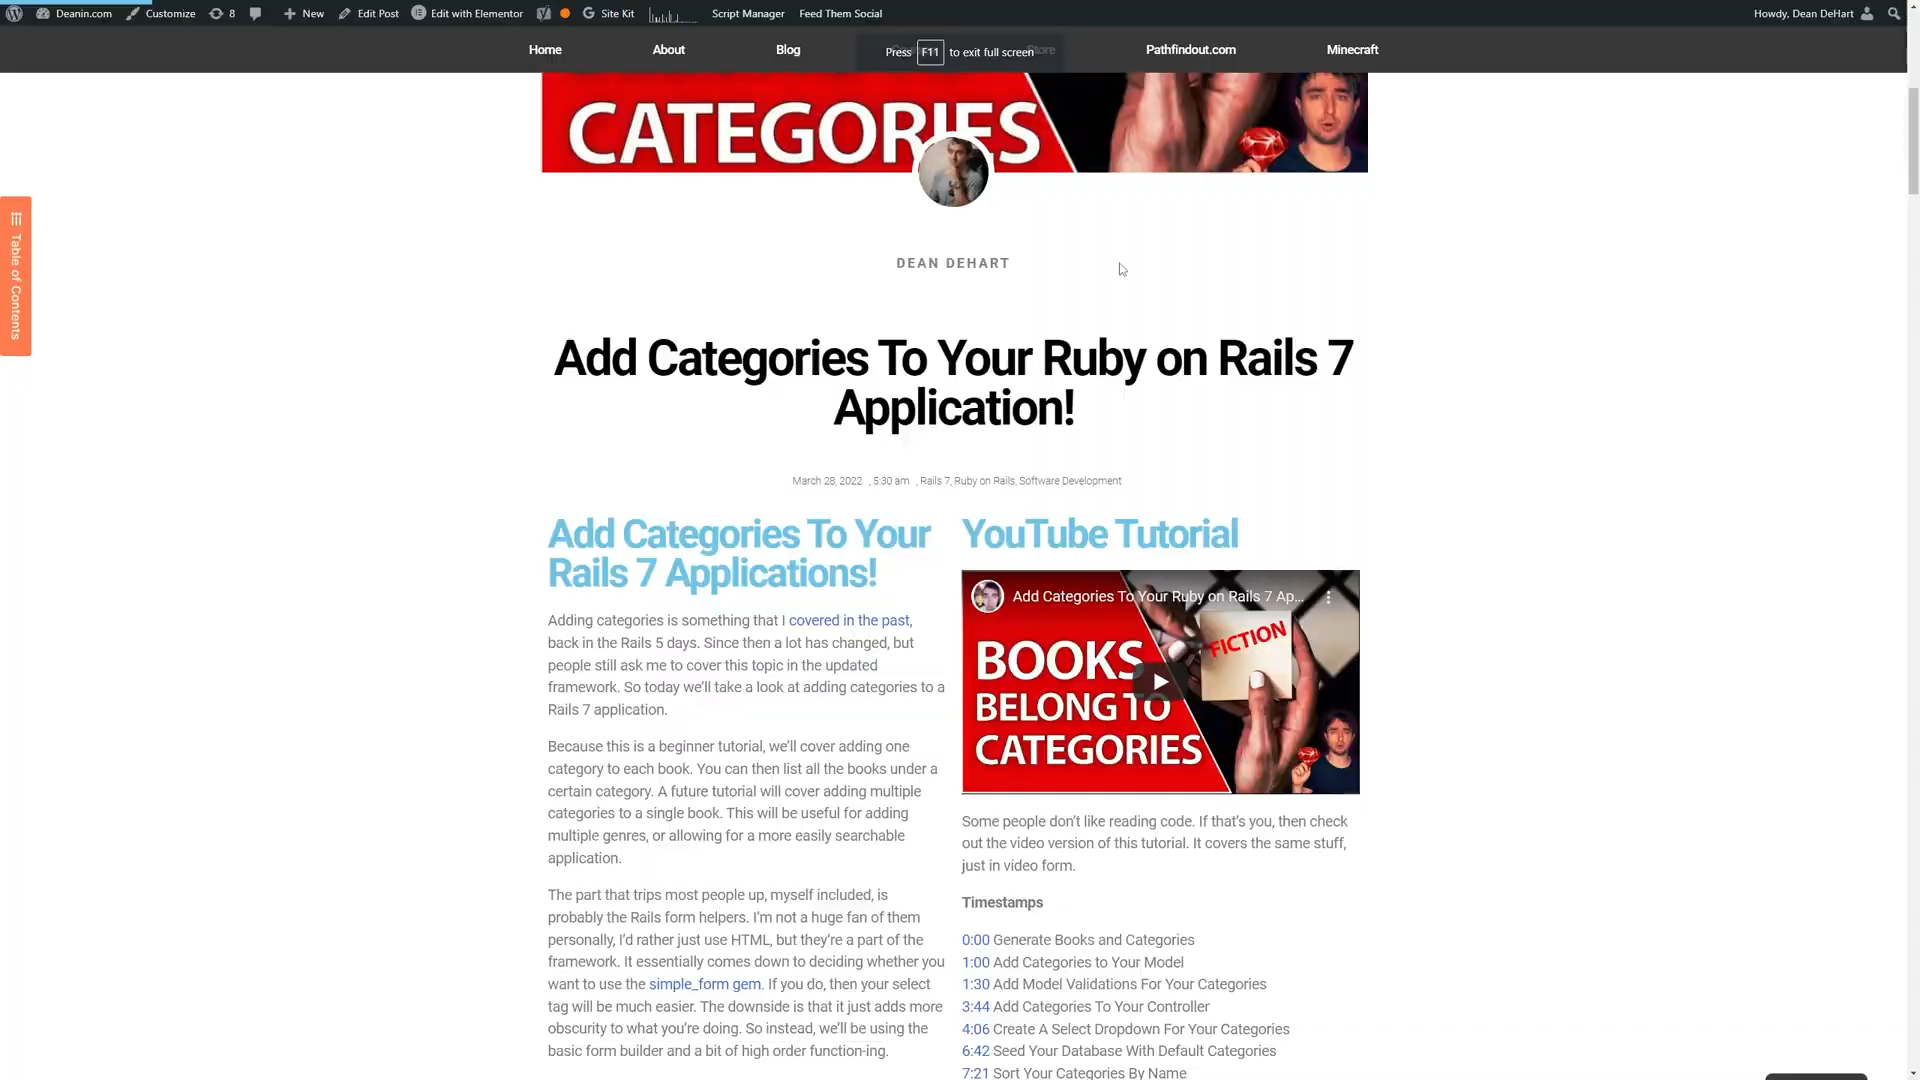 Deanin.com Customize 8 New Edit Post Edit with Elementor Site Kit Script Manager Feed Them Social Howdy, Dean DeHart
Home About Blog Store Pathfindout.com Minecraft
Press F11 to exit full screen
CATEGORIES
Table of Contents
DEAN DEHART
Add Categories To Your Ruby on Rails 7
Application!
March 28, 2022 , 5:30 am , Rails 7, Ruby on Rails, Software Development
Add Categories To Your
Rails 7 Applications!
Adding categories is something that I covered in the past,
back in the Rails 5 days. Since then a lot has changed, but
people still ask me to cover this topic in the updated
framework. So today we'll take a look at adding categories to a
Rails 7 application.
Because this is a beginner tutorial, we'll cover adding one
category to each book. You can then list all the books under a
certain category. A future tutorial will cover adding multiple
categories to a single book. This will be useful for adding
multiple genres, or allowing for a more easily searchable
application.
The part that trips most people up, myself included, is
probably the Rails form helpers. I'm not a huge fan of them
personally, I'd rather just use HTML, but they're a part of the
framework. It essentially comes down to deciding whether you
want to use the simple_form gem. If you do, then your select
tag will be much easier. The downside is that it just adds more
obscurity to what you're doing. So instead, we'll be using the
basic form builder and a bit of high order function-ing.
YouTube Tutorial
Add Categories To Your Ruby on Rails 7 Ap...
FICTION
BOOKS
BELONG TO
CATEGORIES
Some people don't like reading code. If that's you, then check
out the video version of this tutorial. It covers the same stuff,
just in video form.
Timestamps
0:00 Generate Books and Categories
1:00 Add Categories to Your Model
1:30 Add Model Validations For Your Categories
3:44 Add Categories To Your Controller
4:06 Create A Select Dropdown For Your Categories
6:42 Seed Your Database With Default Categories
7:21 Sort Your Categories By Name